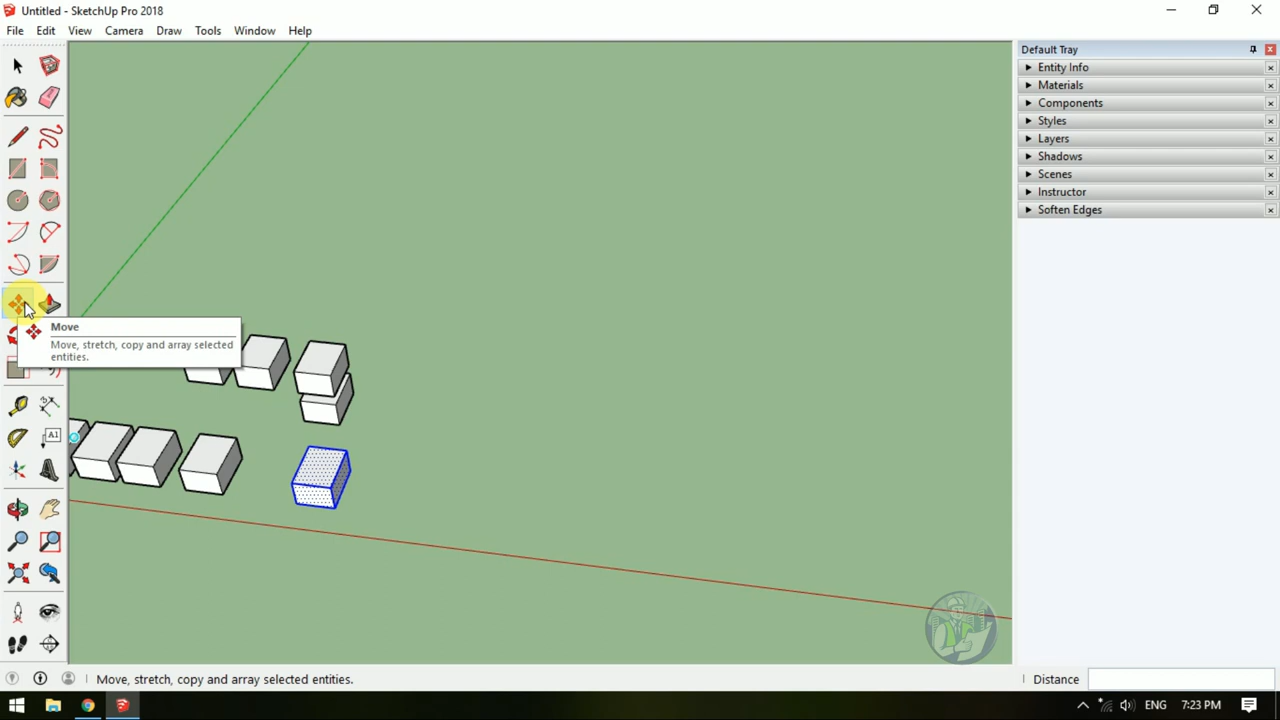 Untitled - SketchUp Pro 2018
File Edit View Camera Draw Tools Window Help
Default Tray
Entity Info
Materials
Components
Styles
Layers
Shadows
Scenes
Instructor
Soften Edges
Move
Move, stretch, copy and array selected
entities.
A1
Move, stretch, copy and array selected entities.
Distance
ENG 7:23 PM